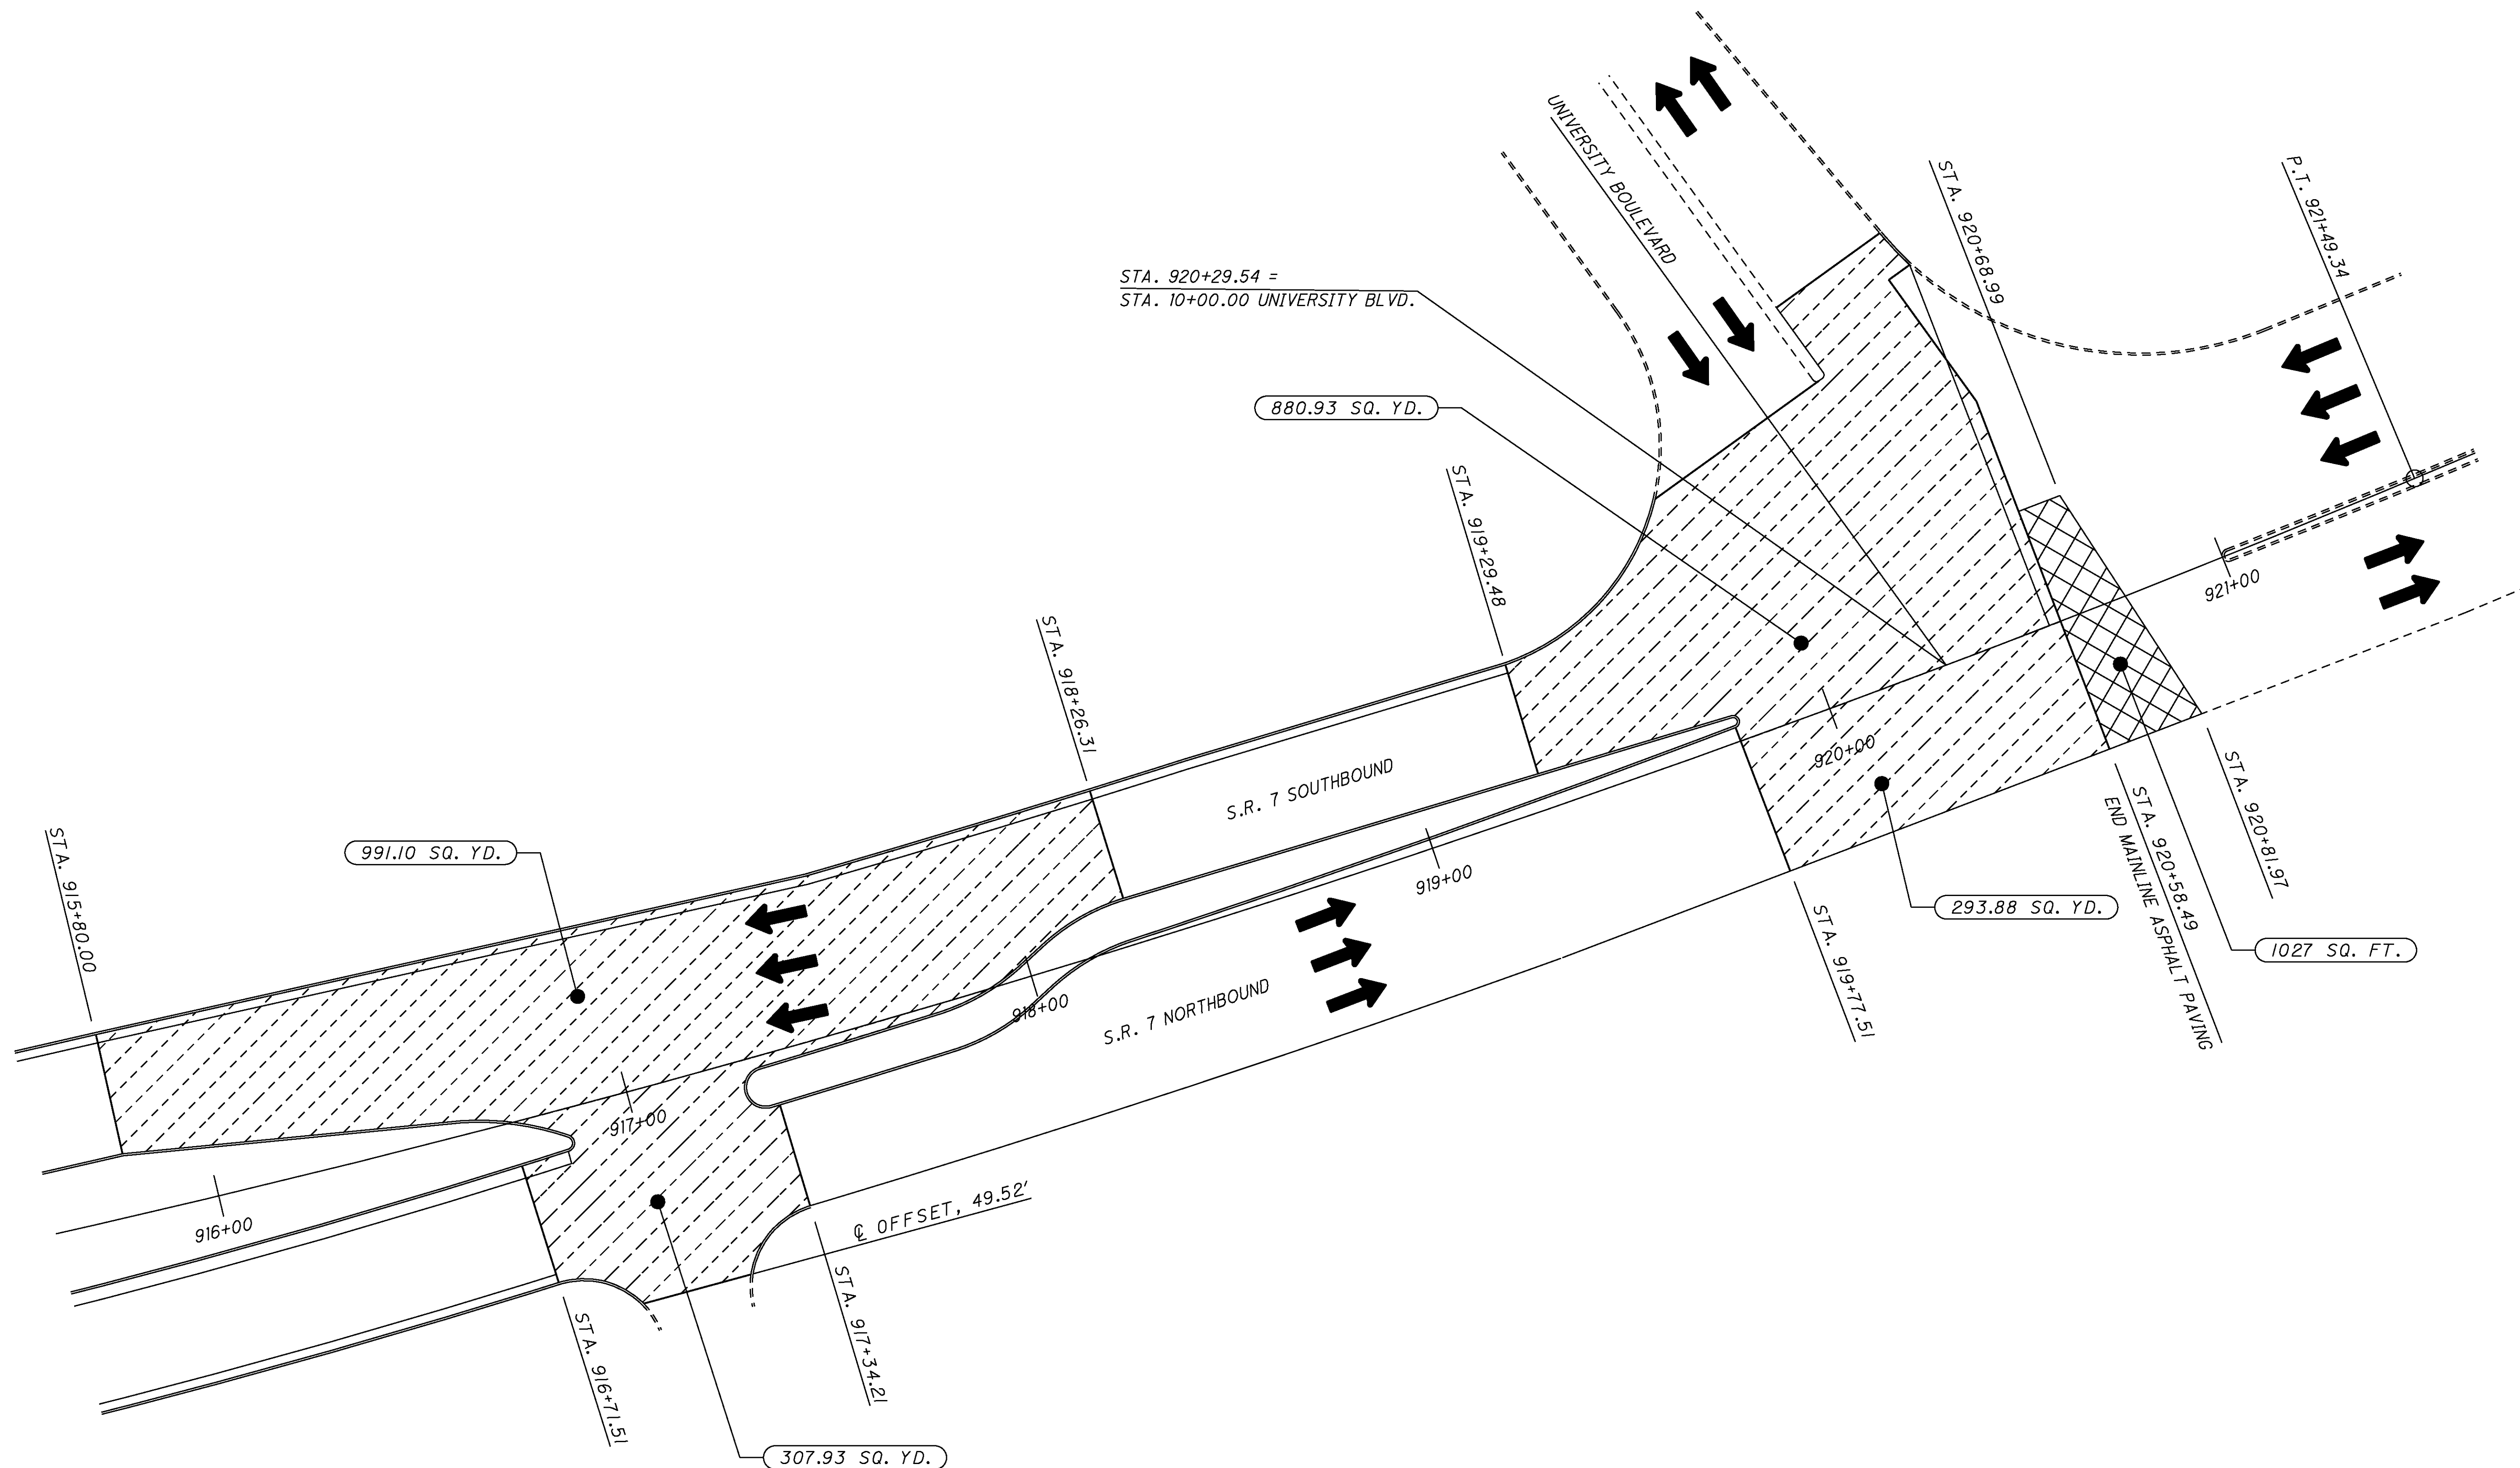 UNIVERSITY BOULEVARD
STA. 920+68.99
P.T. 921+49.34
STA. 920+29.54 =
STA. 10+00.00 UNIVERSITY BLVD.
880.93 SQ. YD.
STA. 919+29.48
921+00
STA. 918+26.31
920+00
S.R. 7 SOUTHBOUND
STA. 920+81.97
STA. 920+58.49
END MAINLINE ASPHALT PAVING
991.10 SQ. YD.
STA. 915+80.00
919+00
293.88 SQ. YD.
STA. 919+77.51
1027 SQ. FT.
918+00
S.R. 7 NORTHBOUND
917+00
916+00
℄ OFFSET, 49.52'
STA. 917+34.21
STA. 916+71.51
307.93 SQ. YD.